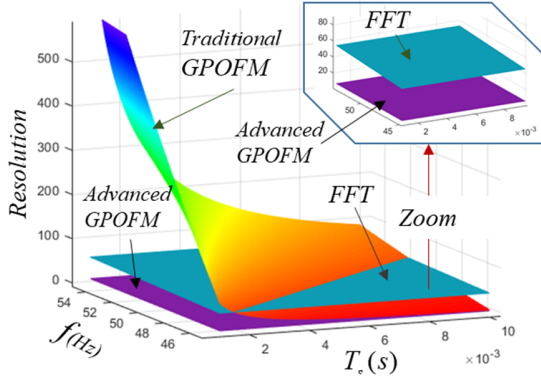 500
400
300
200
100
0
Resolution
54
52
50
48
46
f(Hz)
2
4
6
8
10
×10⁻³
Tₛ(s)
Traditional
GPOFM
Advanced
GPOFM
FFT
Zoom
80
60
40
20
50
45
2
4
6
8
×10⁻³
FFT
Advanced
GPOFM